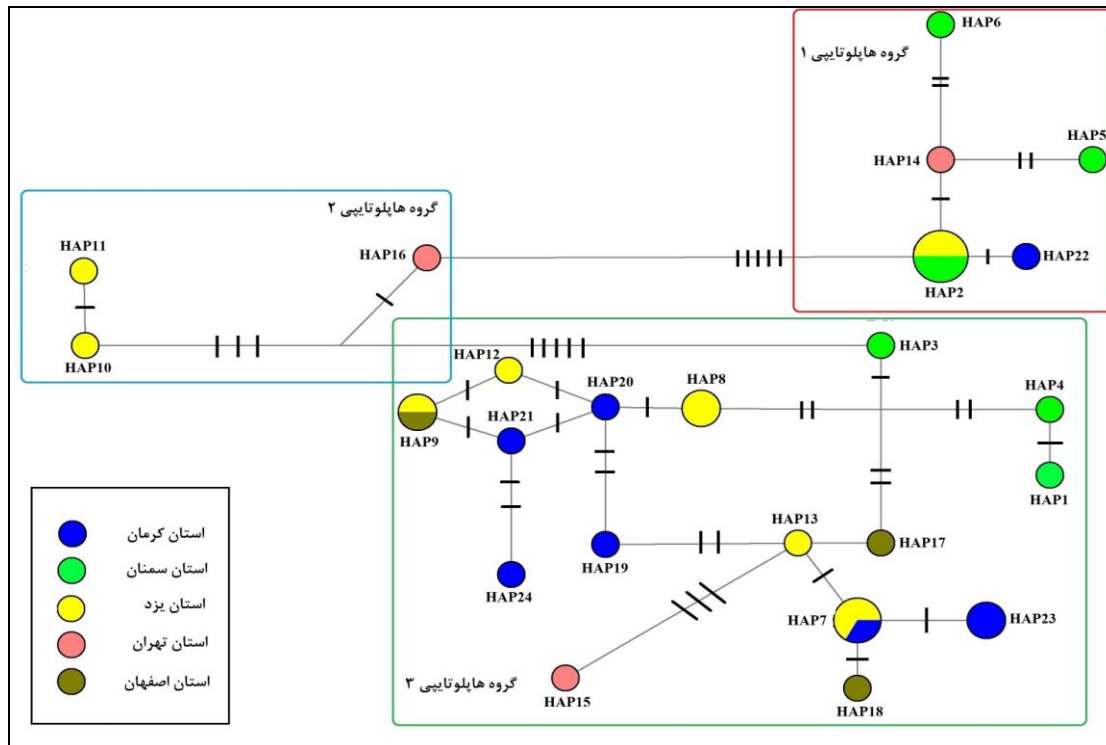 HAP6
گروه هاپلوتایپی ۱
HAP5
HAP14
HAP22
HAP2
گروه هاپلوتایپی ۲
HAP11
HAP16
HAP10
HAP3
HAP12
HAP20
HAP8
HAP4
HAP21
HAP9
HAP1
HAP13
HAP17
HAP19
HAP24
HAP7
HAP23
HAP15
گروه هاپلوتایپی ۳
HAP18
استان کرمان
استان سمنان
استان یزد
استان تهران
استان اصفهان